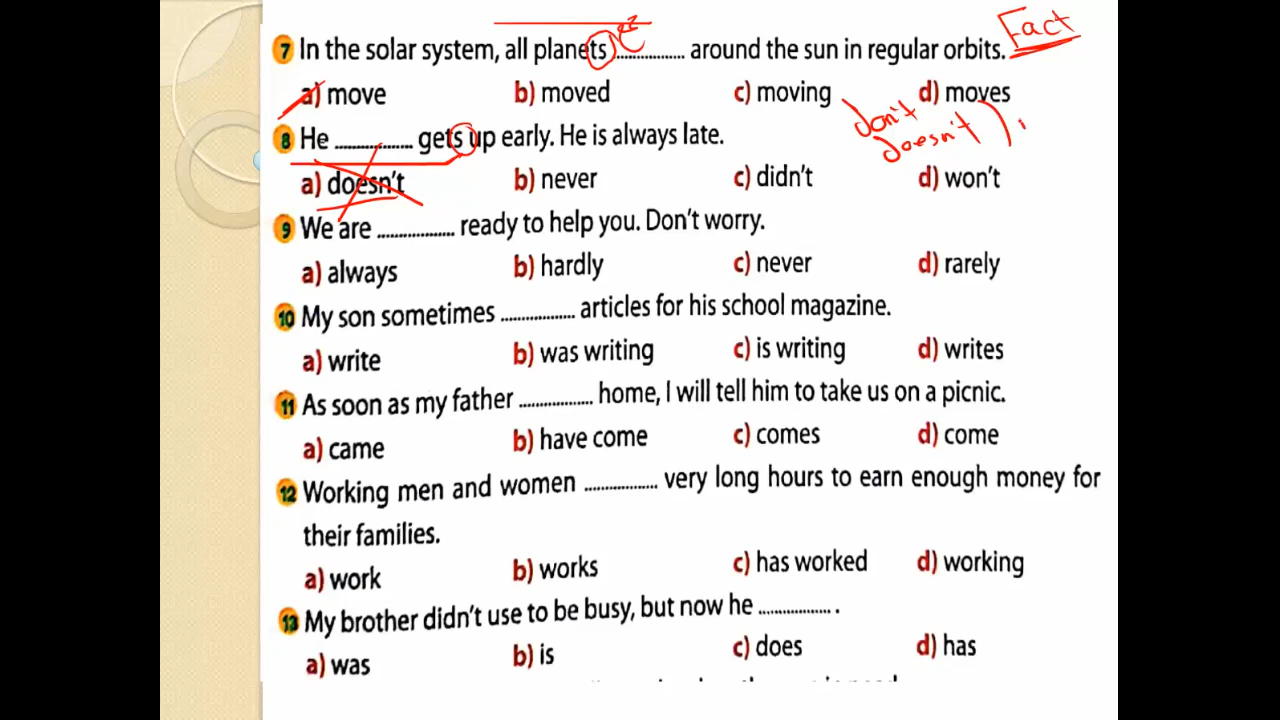 Fact
7 In the solar system, all planets .................. around the sun in regular orbits.
a) move b) moved c) moving d) moves
don't
doesn't
8 He .................. gets up early. He is always late.
a) doesn't b) never c) didn't d) won't
9 We are .................. ready to help you. Don't worry.
a) always b) hardly c) never d) rarely
10 My son sometimes .................. articles for his school magazine.
a) write b) was writing c) is writing d) writes
11 As soon as my father .................. home, I will tell him to take us on a picnic.
a) came b) have come c) comes d) come
12 Working men and women .................. very long hours to earn enough money for
their families.
a) work b) works c) has worked d) working
13 My brother didn't use to be busy, but now he .................. .
a) was b) is c) does d) has